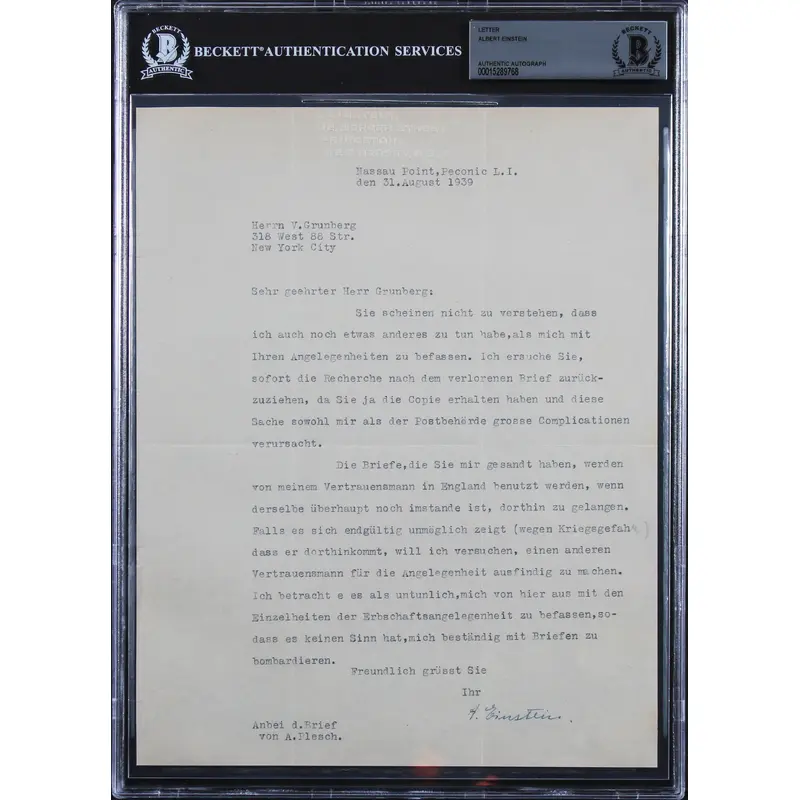 BECKETT
B
AUTHENTIC
BECKETT® AUTHENTICATION SERVICES
LETTER
ALBERT EINSTEIN
AUTHENTIC AUTOGRAPH
00015289768
BECKETT
B
AUTHENTIC
Nassau Point,Peconic L.I.
den 31.August 1939
Herrn V.Grunberg
318 West 88 Str.
New York City
Sehr geehrter Herr Grunberg:
Sie scheinen nicht zu verstehen, dass
ich auch noch etwas anderes zu tun habe,als mich mit
Ihren Angelegenheiten zu befassen. Ich ersuche Sie,
sofort die Recherche nach dem verlorenen Brief zurück-
zuziehen, da Sie ja die Copie erhalten haben und diese
Sache sowohl mir als der Postbehörde grosse Complicationen
verursacht.
Die Briefe,die Sie mir gesandt haben, werden
von meinem Vertrauensmann in England benutzt werden, wenn
derselbe überhaupt noch imstande ist, dorthin zu gelangen.
Falls es sich endgültig unmöglich zeigt (wegen Kriegsgefahr)
dass er dorthinkommt, will ich versuchen, einen anderen
Vertrauensmann für die Angelegenheit ausfindig zu machen.
Ich betracht e es als untunlich,mich von hier aus mit den
Einzelheiten der Erbschaftsangelegenheit zu befassen,so-
dass es keinen Sinn hat,mich beständig mit Briefen zu
bombardieren.
Freundlich grüsst Sie
Ihr
A. Einstein.
Anbei d.Brief
von A.Plesch.